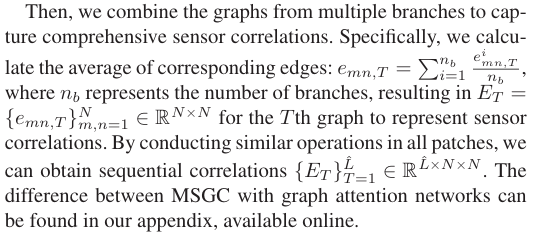 Then, we combine the graphs from multiple branches to cap-
ture comprehensive sensor correlations. Specifically, we calcu-
late the average of corresponding edges: $e_{mn,T} = \sum_{i=1}^{n_b} \frac{e^i_{mn,T}}{n_b}$,
where $n_b$ represents the number of branches, resulting in $E_T =$
$\{e_{mn,T}\}_{m,n=1}^{N} \in \mathbb{R}^{N \times N}$ for the $T$th graph to represent sensor
correlations. By conducting similar operations in all patches, we
can obtain sequential correlations $\{E_T\}_{T=1}^{\hat{L}} \in \mathbb{R}^{\hat{L} \times N \times N}$. The
difference between MSGC with graph attention networks can
be found in our appendix, available online.